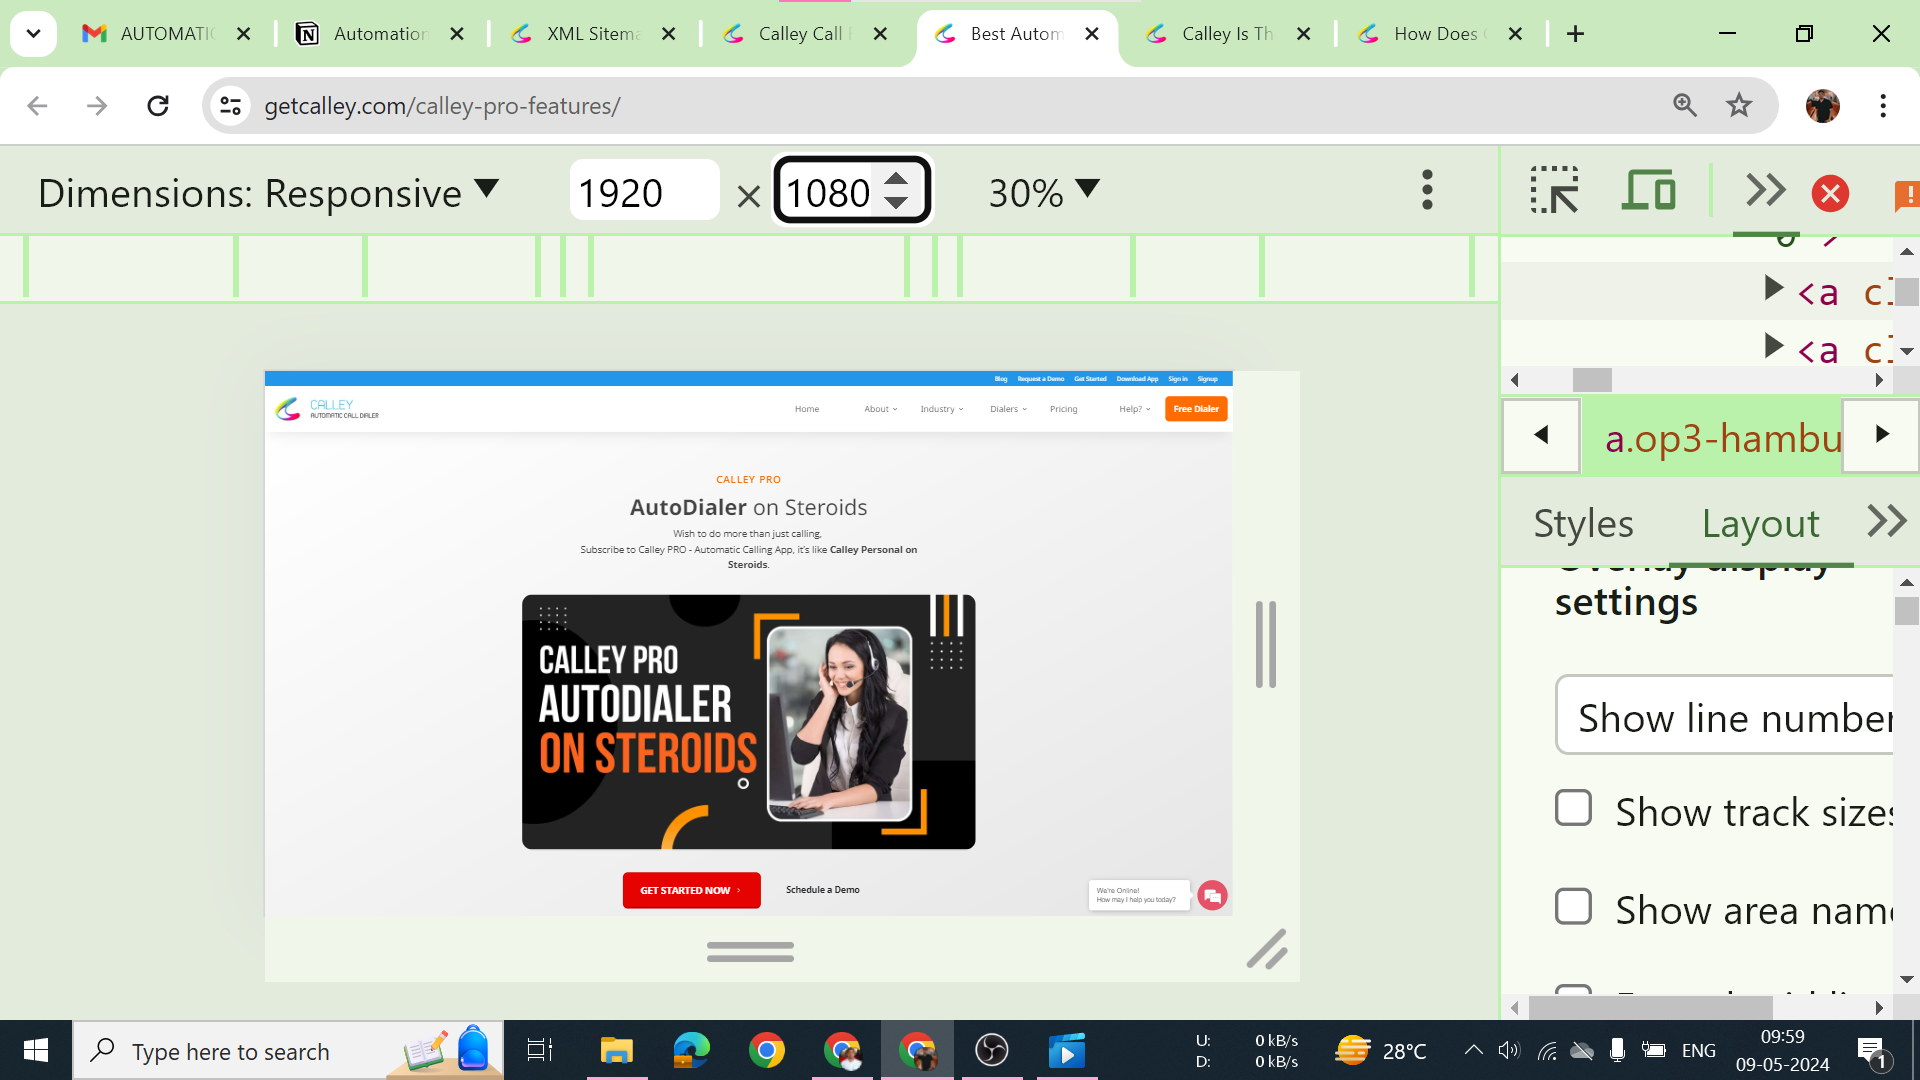 AUTOMATIC
Automation
XML Sitema
Calley Call
Best Autom
Calley Is Th
How Does
getcalley.com/calley-pro-features/
Dimensions: Responsive
1920 × 1080
30%
<a cl
<a cl
a.op3-hambu
Styles
Layout
Overlay display
settings
Show line number
Show track sizes
Show area name
Blog Request a Demo Get Started Download App Sign in Signup
CALLEY
AUTOMATIC CALL DIALER
Home About Industry Dialers Pricing Help? Free Dialer
CALLEY PRO
AutoDialer on Steroids
Wish to do more than just calling,
Subscribe to Calley PRO - Automatic Calling App, it's like Calley Personal on
Steroids.
CALLEY PRO
AUTODIALER
ON STEROIDS
GET STARTED NOW
Schedule a Demo
We're Online!
How may I help you today?
Type here to search
U: 0 kB/s
D: 0 kB/s
28°C
ENG
09:59
09-05-2024
1